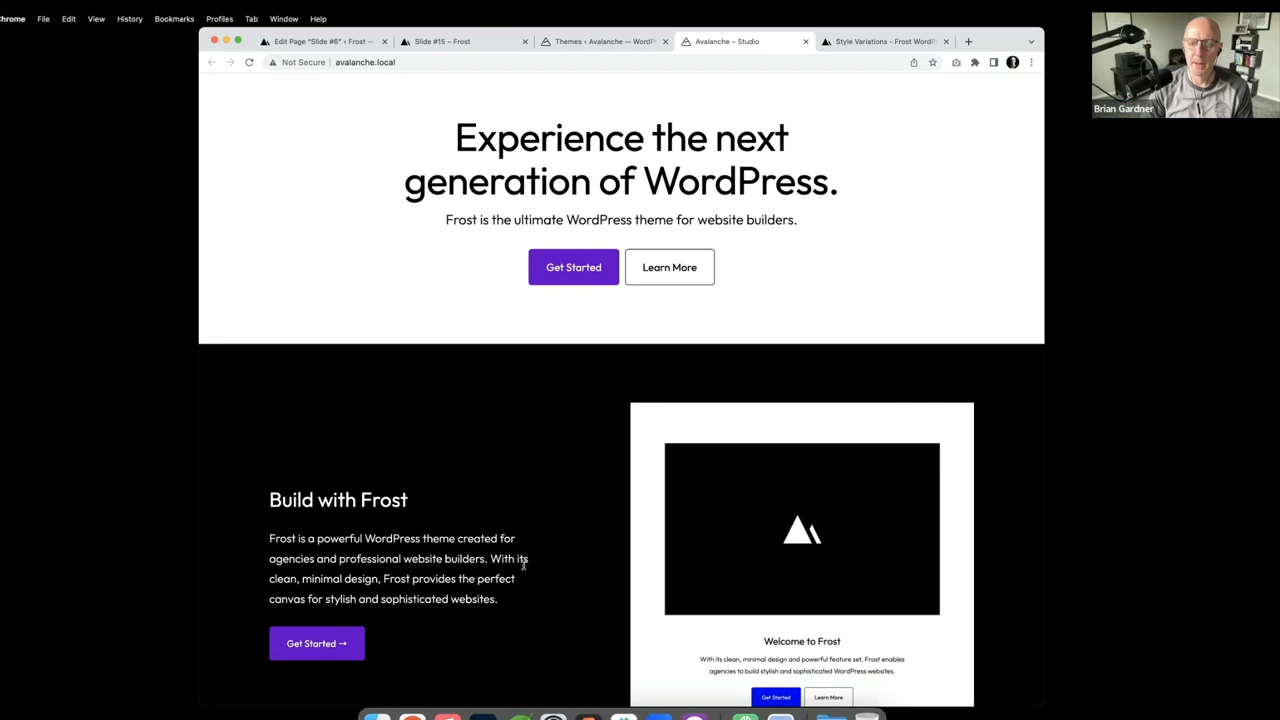 Chrome File Edit View History Bookmarks Profiles Tab Window Help
Edit Page "Slide #6" ‹ Frost —
Slide #15 – Frost
Themes ‹ Avalanche — WordPr
Avalanche – Studio
Style Variations - Frost WordPr
Not Secure
avalanche.local
Brian Gardner
Experience the next
generation of WordPress.
Frost is the ultimate WordPress theme for website builders.
Get Started
Learn More
Build with Frost
Frost is a powerful WordPress theme created for
agencies and professional website builders. With its
clean, minimal design, Frost provides the perfect
canvas for stylish and sophisticated websites.
Get Started →
Welcome to Frost
With its clean, minimal design and powerful feature set, Frost enables
agencies to build stylish and sophisticated WordPress websites.
Get Started
Learn More